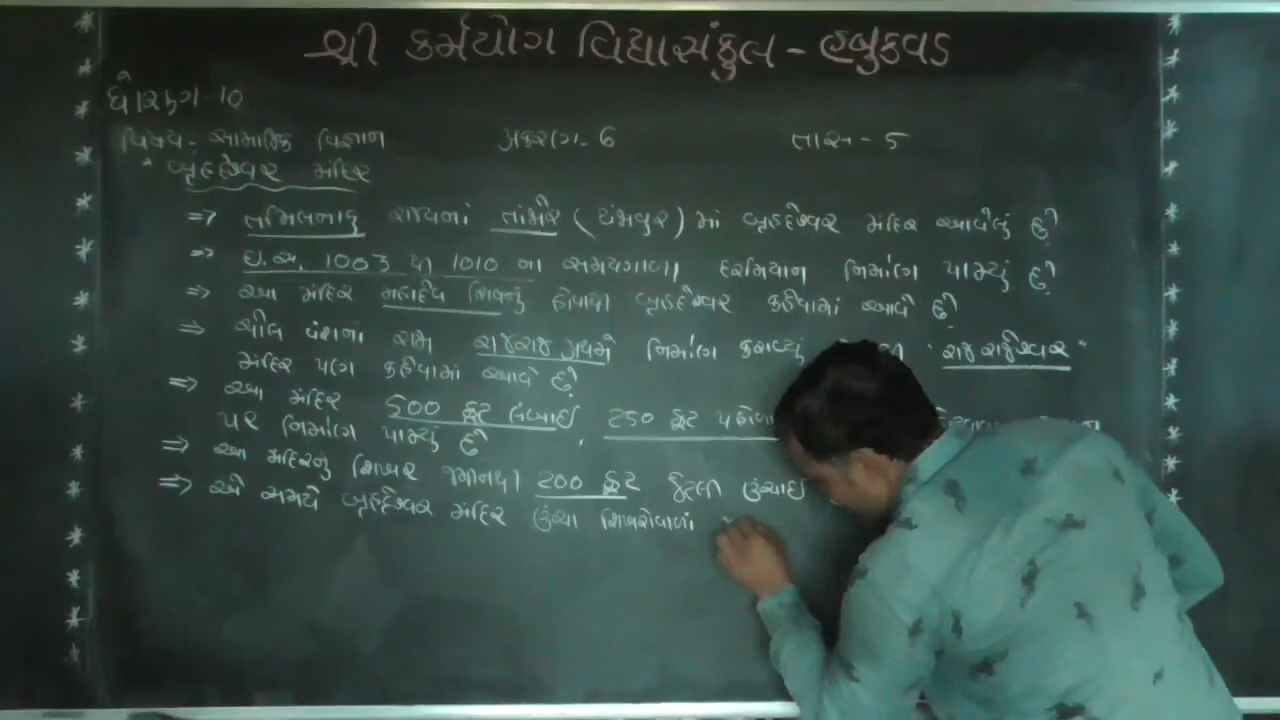 શ્રી કર્મયોગ વિદ્યાસંકુલ - હબુકવડ
ધોરણ-10
વિષય- સામાજિક વિજ્ઞાન પ્રકરણ-6 તાસ-5
* બૃહદેશ્વર મંદિર
=> તમિલનાડુ રાજ્યનાં તાંજોર (થંજાવુર) માં બૃહદેશ્વર મંદિર આવેલું છે.
=> ઇ.સ. 1003 થી 1010 ના સમયગાળા દરમિયાન નિર્માણ પામ્યું છે.
=> આ મંદિર મહાદેવ શિવનું હોવાથી બૃહદેશ્વર કહેવામાં આવે છે.
=> ચોલ વંશનાં રાજા રાજરાજ પ્રથમે નિર્માણ કરાવ્યું "રાજરાજેશ્વર"
મંદિર પણ કહેવામાં આવે છે.
=> આ મંદિર 500 ફૂટ લંબાઇ, 250 ફૂટ
પર નિર્માણ પામ્યું છે.
=> આ મંદિરનું શિખર જમીનથી 200 ફૂટ જેટલી ઉંચાઇ
=> એ સમયે બૃહદેશ્વર મંદિર ઉંચા શિખરોવાળાં